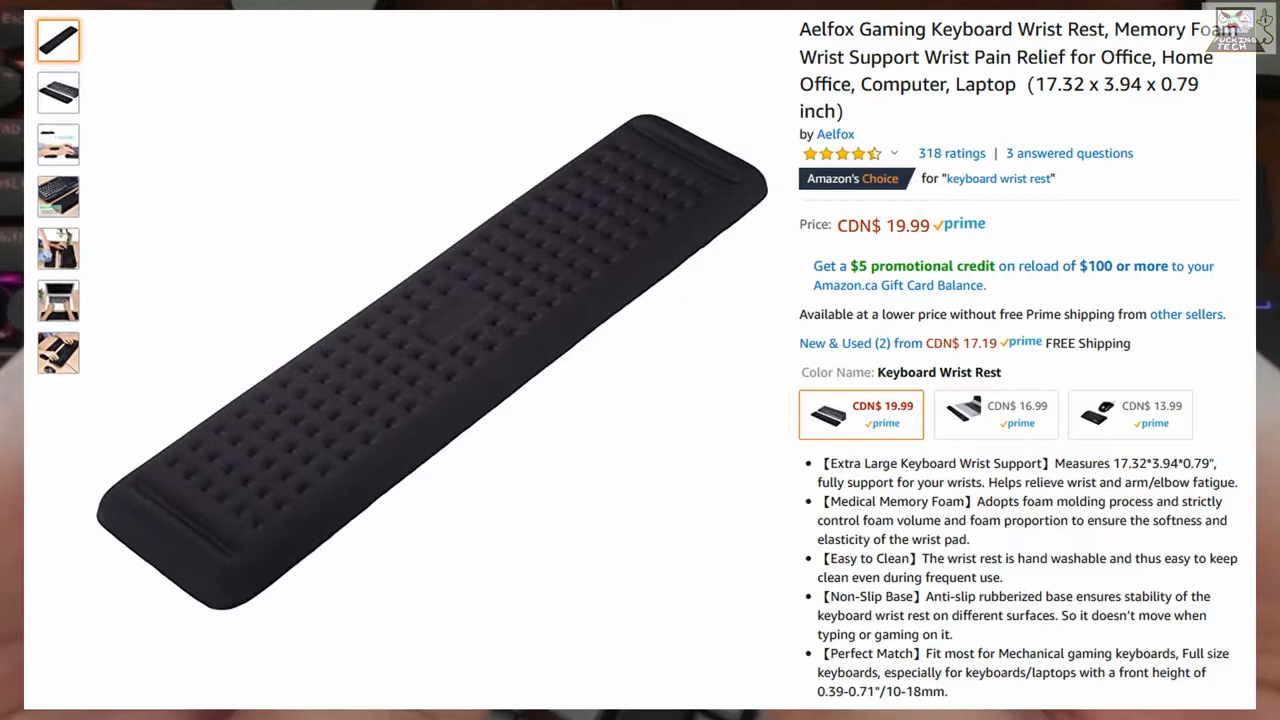 Aelfox Gaming Keyboard Wrist Rest, Memory Foam
Wrist Support Wrist Pain Relief for Office, Home
Office, Computer, Laptop（17.32 x 3.94 x 0.79
inch）
by Aelfox
318 ratings | 3 answered questions
Amazon's Choice for "keyboard wrist rest"
Price: CDN$ 19.99 prime
Get a $5 promotional credit on reload of $100 or more to your
Amazon.ca Gift Card Balance.
Available at a lower price without free Prime shipping from other sellers.
New & Used (2) from CDN$ 17.19 prime FREE Shipping
Color Name: Keyboard Wrist Rest
CDN$ 19.99 CDN$ 16.99 CDN$ 13.99
prime prime prime
• 【Extra Large Keyboard Wrist Support】Measures 17.32*3.94*0.79",
fully support for your wrists. Helps relieve wrist and arm/elbow fatigue.
• 【Medical Memory Foam】Adopts foam molding process and strictly
control foam volume and foam proportion to ensure the softness and
elasticity of the wrist pad.
• 【Easy to Clean】The wrist rest is hand washable and thus easy to keep
clean even during frequent use.
• 【Non-Slip Base】Anti-slip rubberized base ensures stability of the
keyboard wrist rest on different surfaces. So it doesn’t move when
typing or gaming on it.
• 【Perfect Match】Fit most for Mechanical gaming keyboards, Full size
keyboards, especially for keyboards/laptops with a front height of
0.39-0.71"/10-18mm.
FUCKING
TECH